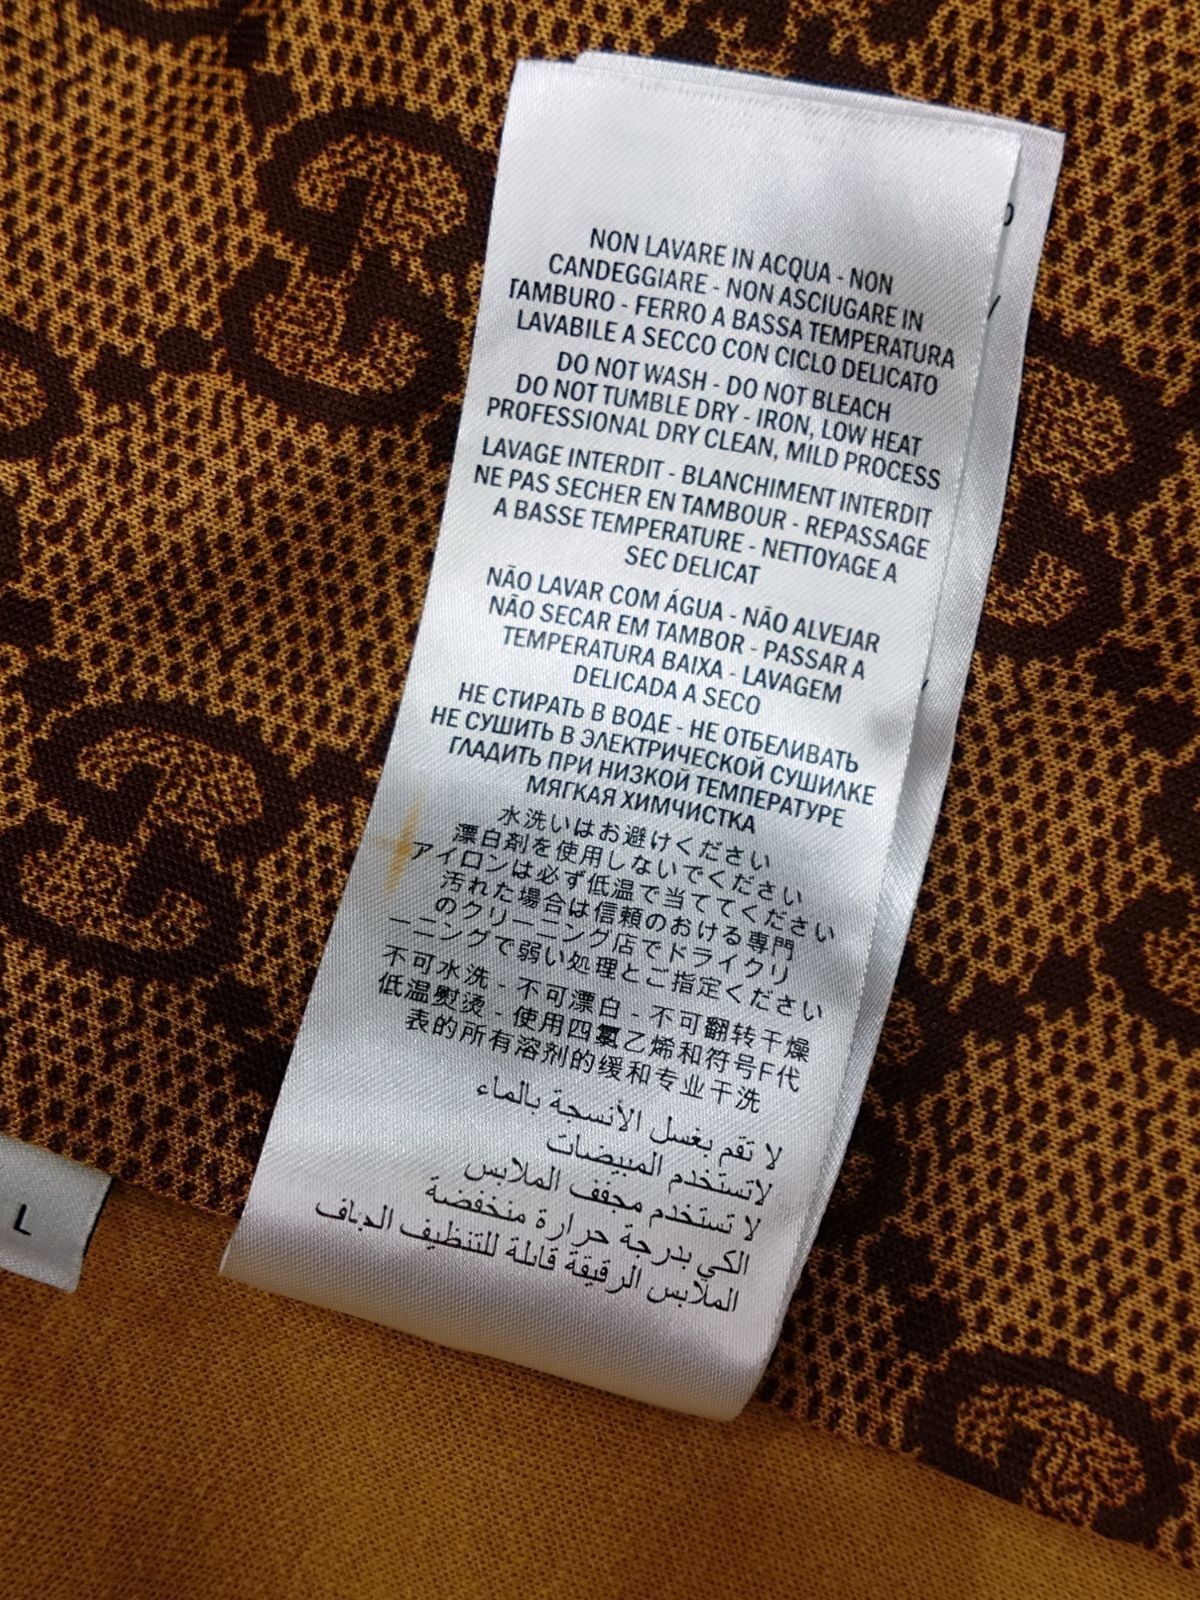 NON LAVARE IN ACQUA - NON
CANDEGGIARE - NON ASCIUGARE IN
TAMBURO - FERRO A BASSA TEMPERATURA
LAVABILE A SECCO CON CICLO DELICATO
DO NOT WASH - DO NOT BLEACH
DO NOT TUMBLE DRY - IRON, LOW HEAT
PROFESSIONAL DRY CLEAN, MILD PROCESS
LAVAGE INTERDIT - BLANCHIMENT INTERDIT
NE PAS SECHER EN TAMBOUR - REPASSAGE
A BASSE TEMPERATURE - NETTOYAGE A
SEC DELICAT
NÃO LAVAR COM ÁGUA - NÃO ALVEJAR
NÃO SECAR EM TAMBOR - PASSAR A
TEMPERATURA BAIXA - LAVAGEM
DELICADA A SECO
НЕ СТИРАТЬ В ВОДЕ - НЕ ОТБЕЛИВАТЬ
НЕ СУШИТЬ В ЭЛЕКТРИЧЕСКОЙ СУШИЛКЕ
ГЛАДИТЬ ПРИ НИЗКОЙ ТЕМПЕРАТУРЕ
МЯГКАЯ ХИМЧИСТКА
水洗いはお避けください
漂白剤を使用しないでください
アイロンは必ず低温で当ててください
汚れた場合は信頼のおける専門
のクリーニング店でドライクリ
ーニングで弱い処理とご指定ください
不可水洗 - 不可漂白 - 不可翻转干燥
低温熨烫 - 使用四氯乙烯和符号F代
表的所有溶剂的缓和专业干洗
لا تقم بغسل الأنسجة بالماء
لاتستخدم المبيضات
لا تستخدم مجفف الملابس
الكي بدرجة حرارة منخفضة
الملابس الرقيقة قابلة للتنظيف الجاف
L